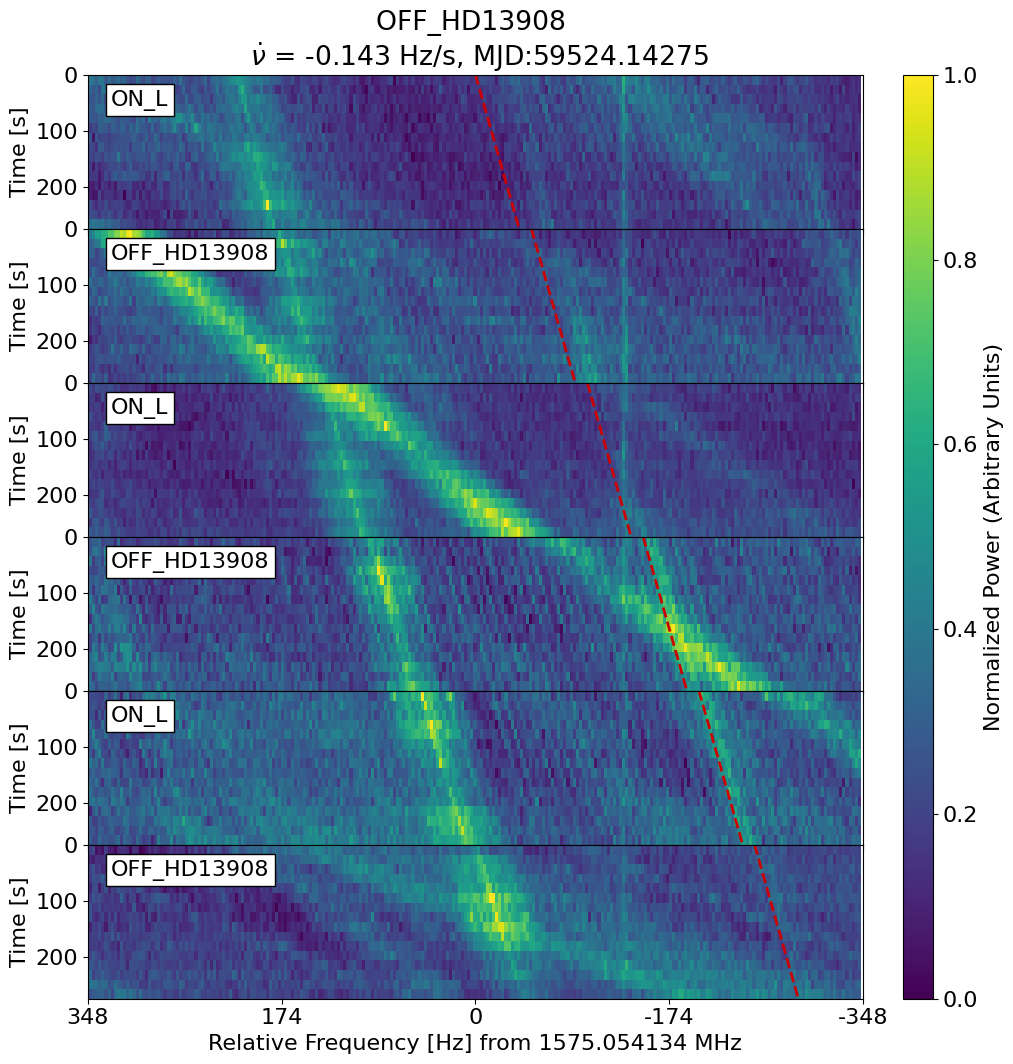 OFF_HD13908
ν̇ = -0.143 Hz/s, MJD:59524.14275
0
100
200
Time [s]
ON_L
0
100
200
Time [s]
OFF_HD13908
0
100
200
Time [s]
ON_L
0
100
200
Time [s]
OFF_HD13908
0
100
200
Time [s]
ON_L
0
100
200
Time [s]
OFF_HD13908
348 174 0 -174 -348
Relative Frequency [Hz] from 1575.054134 MHz
1.0
0.8
0.6
0.4
0.2
0.0
Normalized Power (Arbitrary Units)